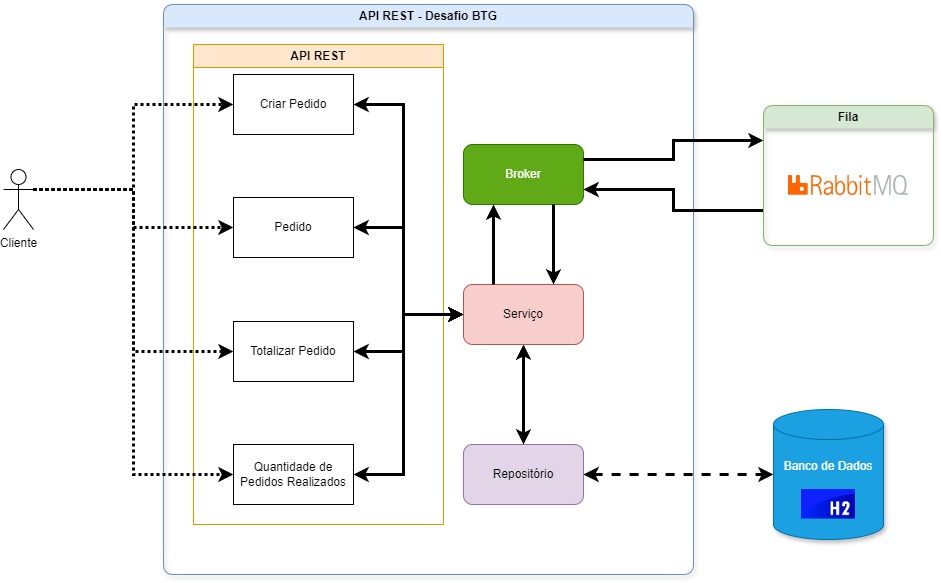 API REST - Desafio BTG
API REST
Criar Pedido
Fila
Broker
RabbitMQ
Pedido
Cliente
Serviço
Totalizar Pedido
Quantidade de
Pedidos Realizados
Repositório
Banco de Dados
H2